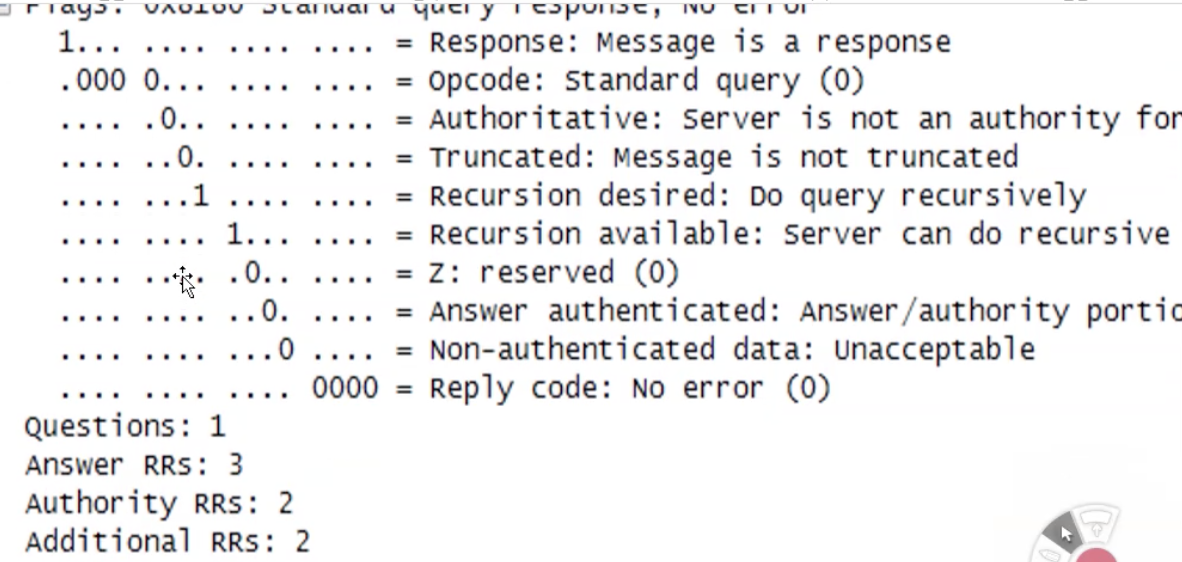 Flags: 0x8180 Standard query response, No error
1... .... .... .... = Response: Message is a response
.000 0... .... .... = Opcode: Standard query (0)
.... .0.. .... .... = Authoritative: Server is not an authority for
.... ..0. .... .... = Truncated: Message is not truncated
.... ...1 .... .... = Recursion desired: Do query recursively
.... .... 1... .... = Recursion available: Server can do recursive
.... .... .0.. .... = Z: reserved (0)
.... .... ..0. .... = Answer authenticated: Answer/authority portio
.... .... ...0 .... = Non-authenticated data: Unacceptable
.... .... .... 0000 = Reply code: No error (0)
Questions: 1
Answer RRs: 3
Authority RRs: 2
Additional RRs: 2